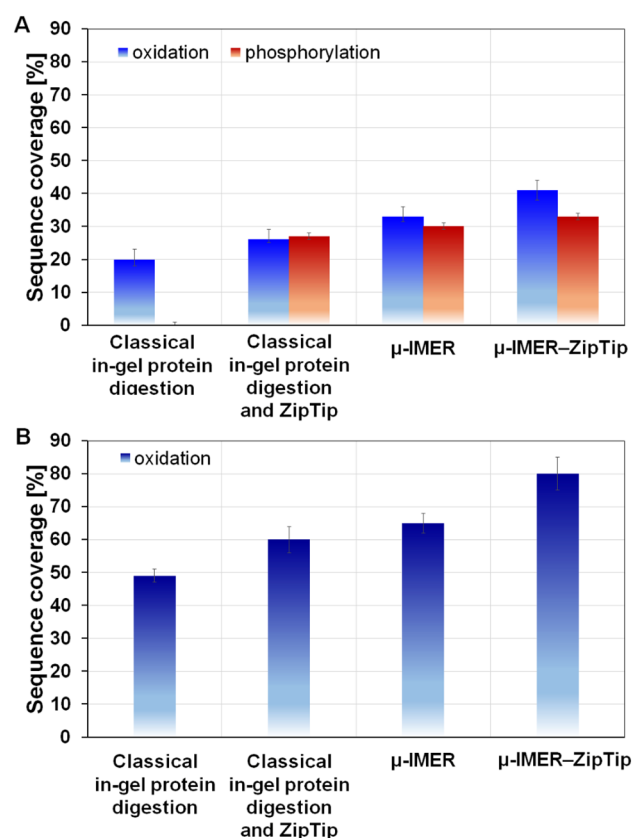 A
Sequence coverage [%]
90
80
70
60
50
40
30
20
10
0
oxidation phosphorylation
Classical
in-gel protein
digestion
Classical
in-gel protein
digestion
and ZipTip
µ-IMER
µ-IMER–ZipTip
B
Sequence coverage [%]
90
80
70
60
50
40
30
20
10
0
oxidation
Classical
in-gel protein
digestion
Classical
in-gel protein
digestion
and ZipTip
µ-IMER
µ-IMER–ZipTip